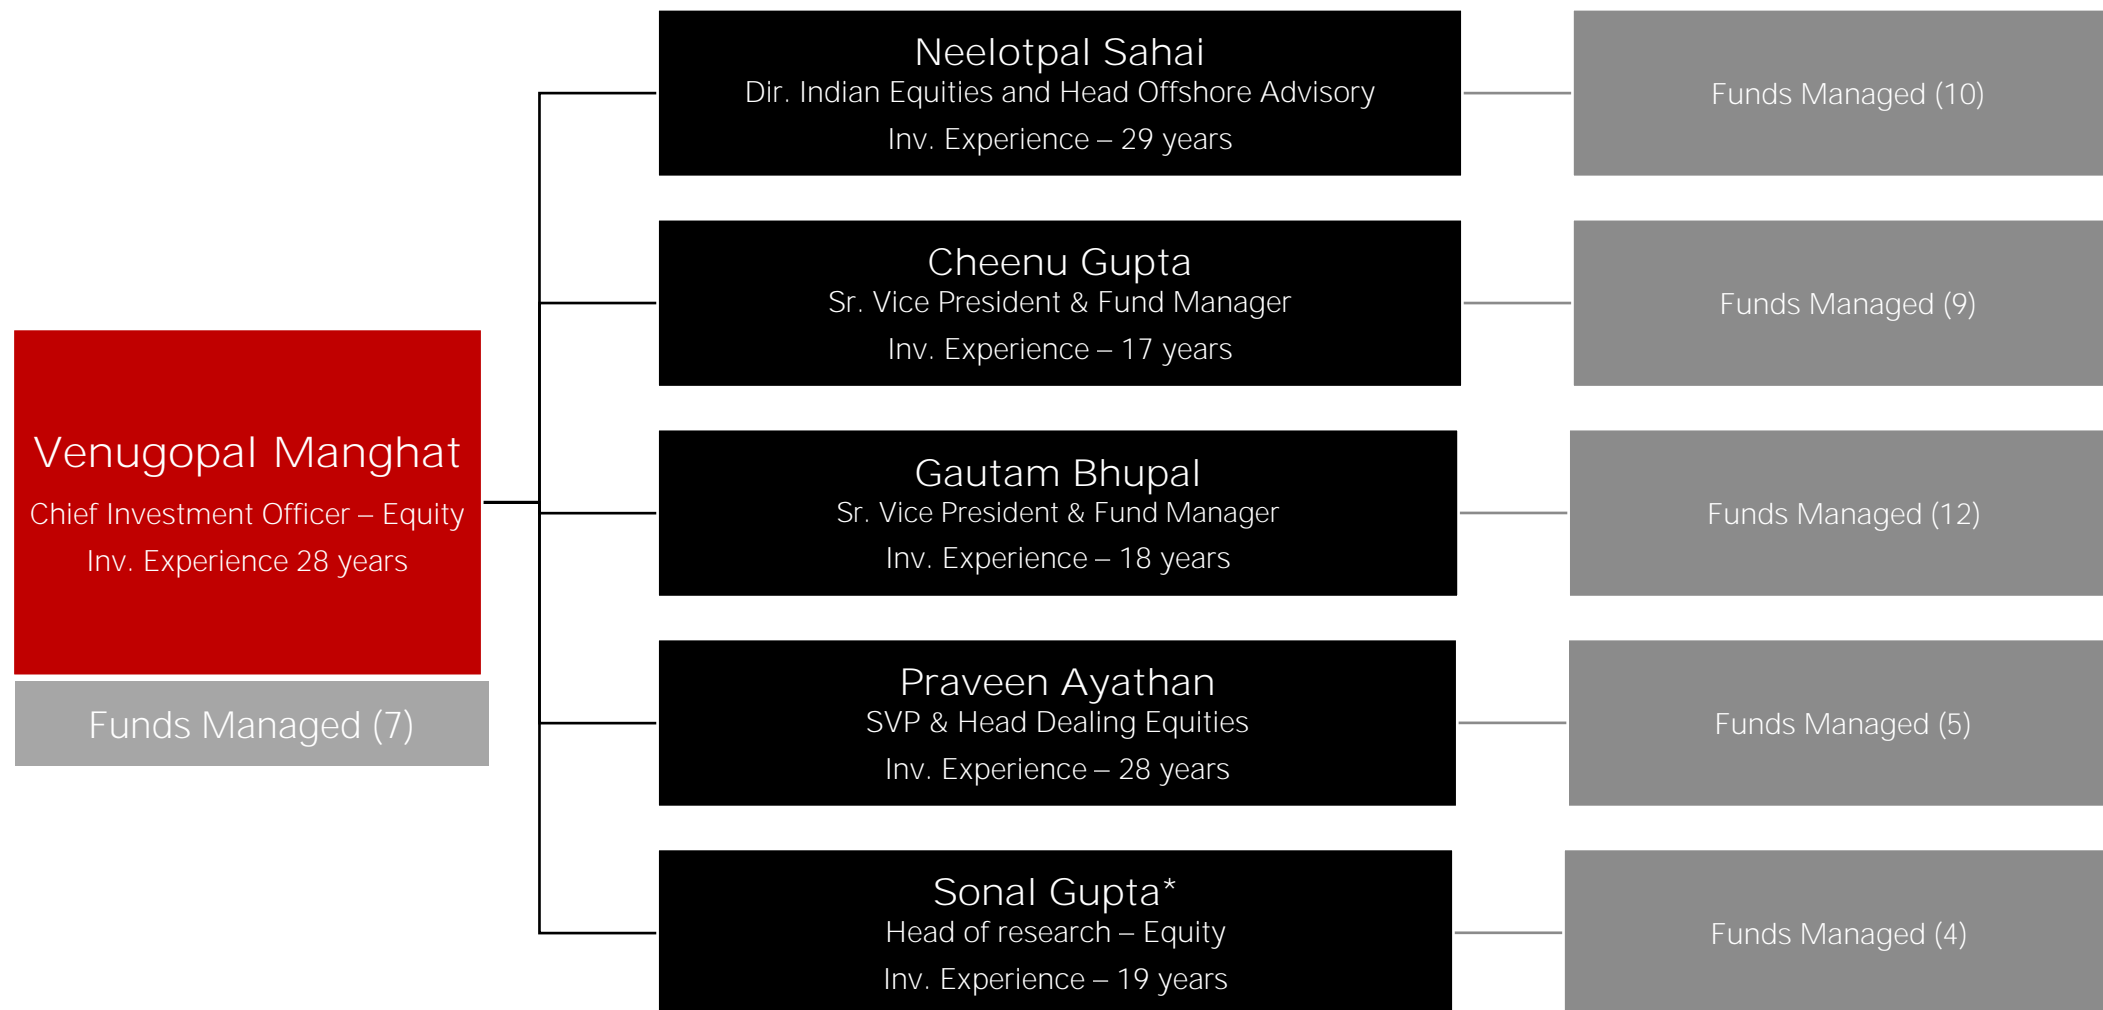 Venugopal Manghat
Chief Investment Officer – Equity
Inv. Experience 28 years
Funds Managed (7)
Neelotpal Sahai
Dir. Indian Equities and Head Offshore Advisory
Inv. Experience – 29 years
Funds Managed (10)
Cheenu Gupta
Sr. Vice President & Fund Manager
Inv. Experience – 17 years
Funds Managed (9)
Gautam Bhupal
Sr. Vice President & Fund Manager
Inv. Experience – 18 years
Funds Managed (12)
Praveen Ayathan
SVP & Head Dealing Equities
Inv. Experience – 28 years
Funds Managed (5)
Sonal Gupta*
Head of research – Equity
Inv. Experience – 19 years
Funds Managed (4)